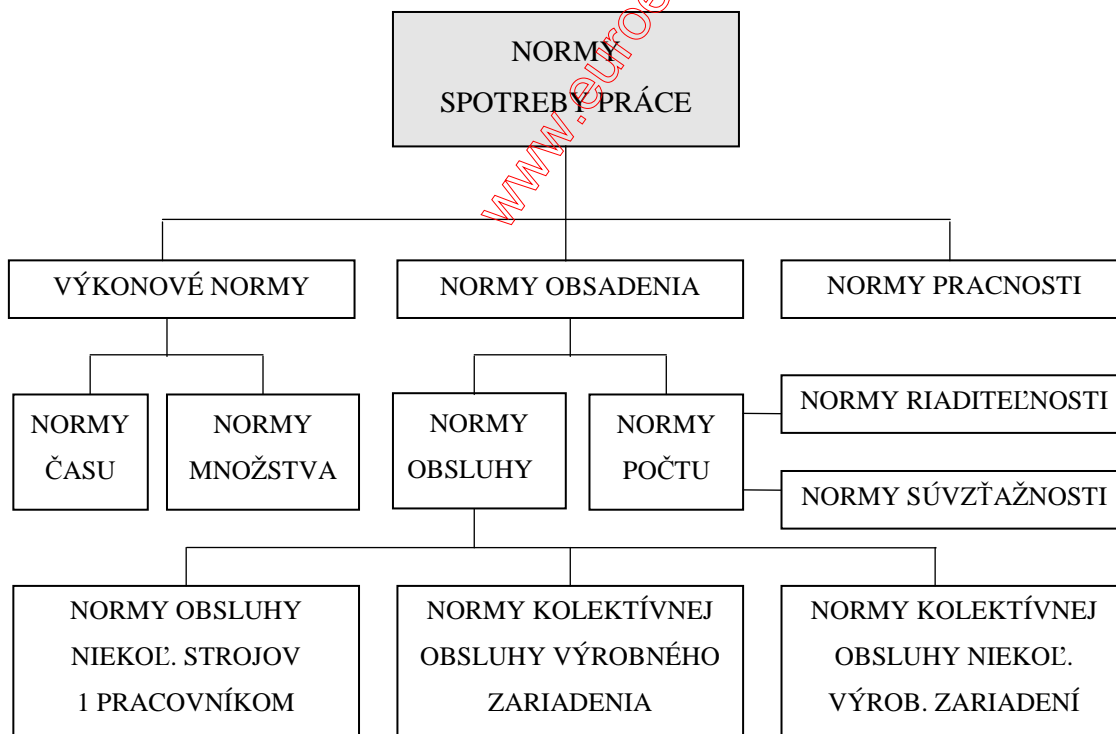 NORMY
SPOTREBY PRÁCE
www.euroe
VÝKONOVÉ NORMY
NORMY OBSADENIA
NORMY PRACNOSTI
NORMY
ČASU
NORMY
MNOŽSTVA
NORMY
OBSLUHY
NORMY
POČTU
NORMY RIADITEĽNOSTI
NORMY SÚVZŤAŽNOSTI
NORMY OBSLUHY
NIEKOĽ. STROJOV
1 PRACOVNÍKOM
NORMY KOLEKTÍVNEJ
OBSLUHY VÝROBNÉHO
ZARIADENIA
NORMY KOLEKTÍVNEJ
OBSLUHY NIEKOĽ.
VÝROB. ZARIADENÍ